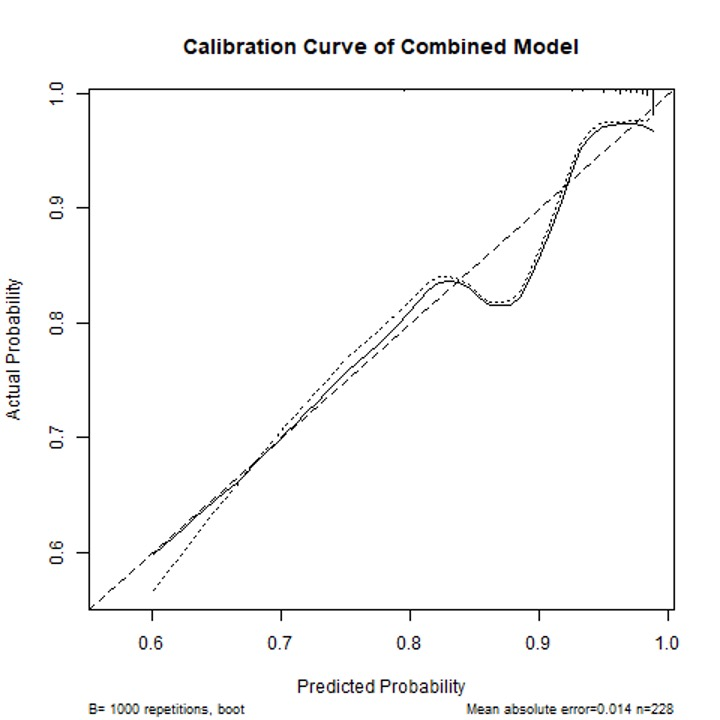 Calibration Curve of Combined Model
1.0
0.9
0.8
0.7
0.6
Actual Probability
0.6 0.7 0.8 0.9 1.0
Predicted Probability
B= 1000 repetitions, boot Mean absolute error=0.014 n=228